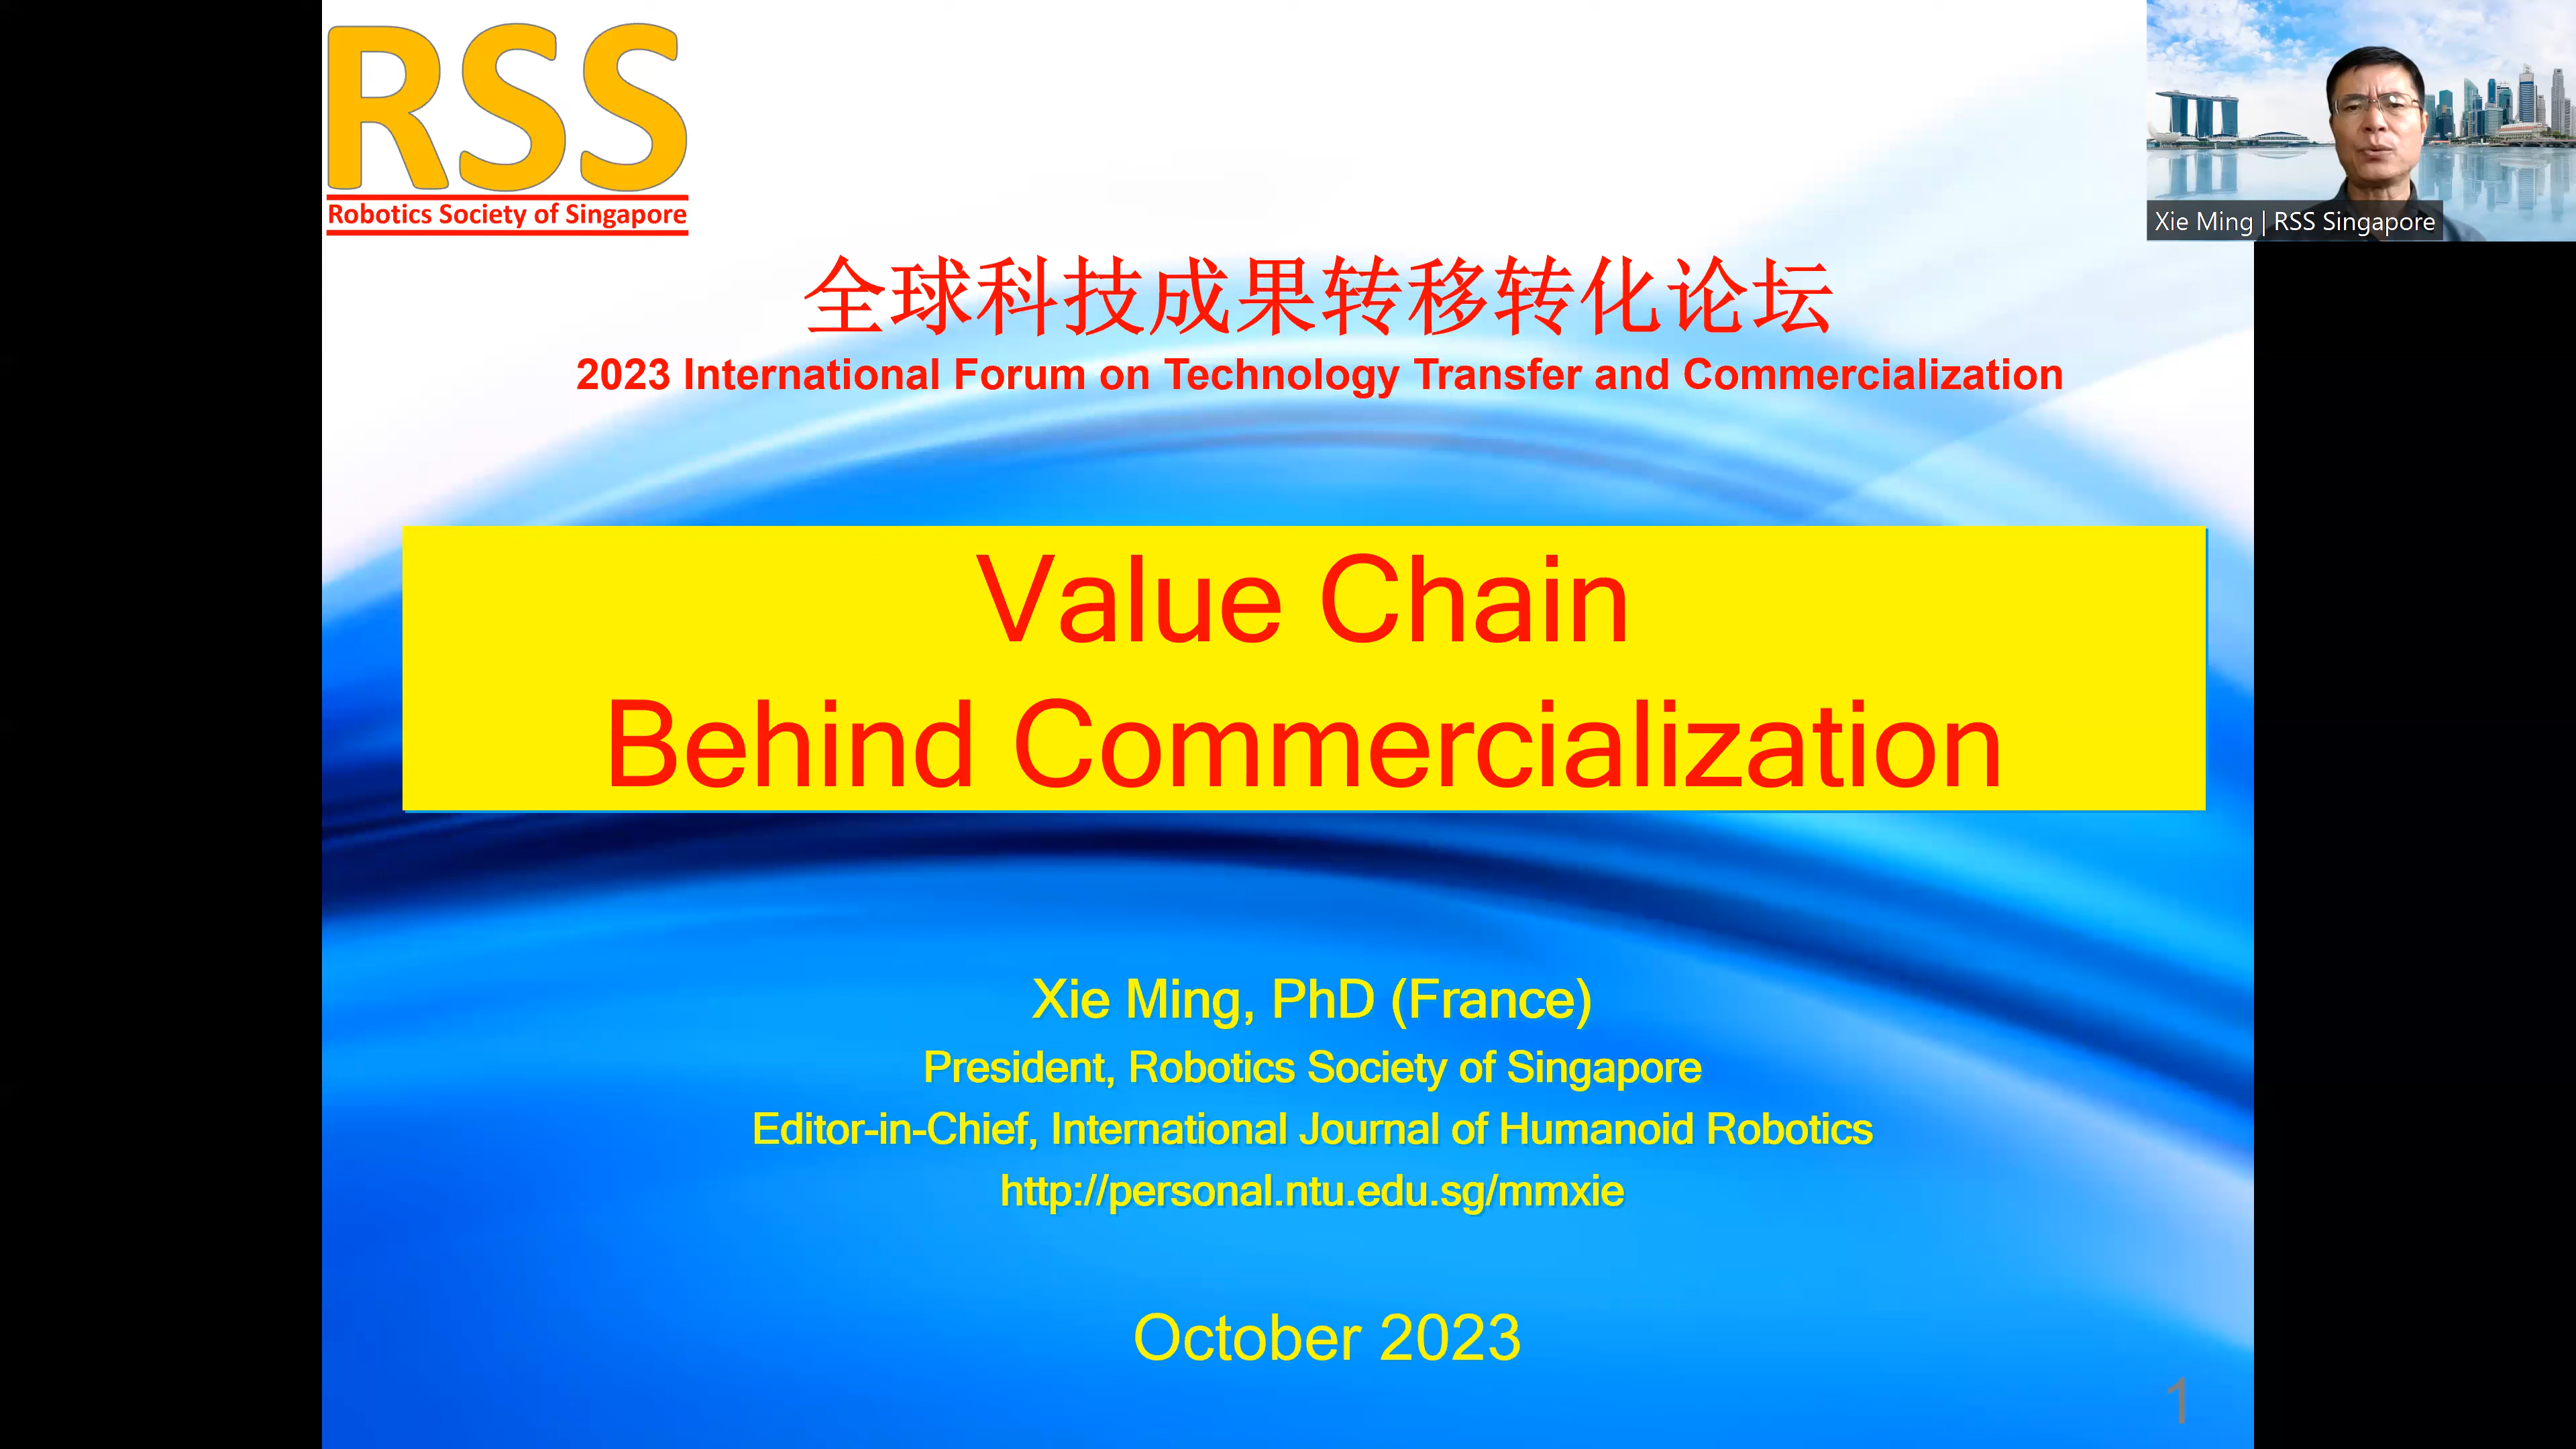 RSS
Robotics Society of Singapore
Xie Ming | RSS Singapore
全球科技成果转移转化论坛
2023 International Forum on Technology Transfer and Commercialization
Value Chain
Behind Commercialization
Xie Ming, PhD (France)
President, Robotics Society of Singapore
Editor-in-Chief, International Journal of Humanoid Robotics
http://personal.ntu.edu.sg/mmxie
October 2023
1